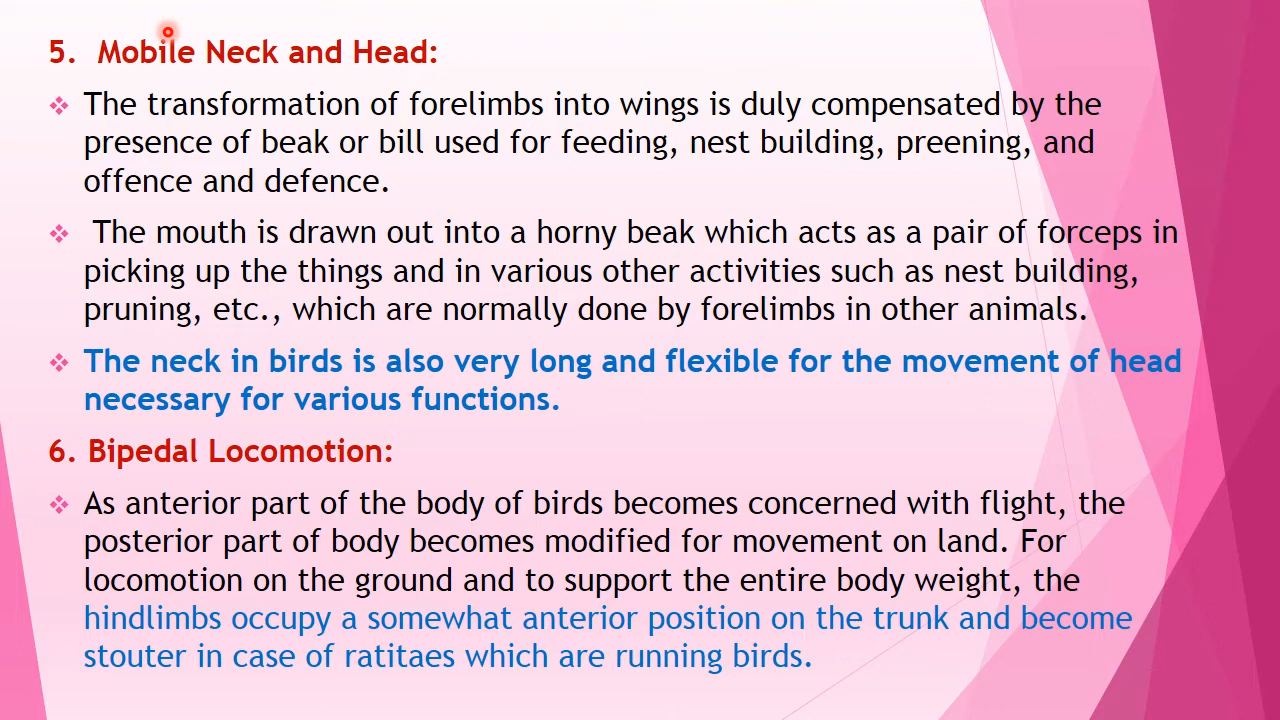 5. Mobile Neck and Head:
The transformation of forelimbs into wings is duly compensated by the
presence of beak or bill used for feeding, nest building, preening, and
offence and defence.
The mouth is drawn out into a horny beak which acts as a pair of forceps in
picking up the things and in various other activities such as nest building,
pruning, etc., which are normally done by forelimbs in other animals.
The neck in birds is also very long and flexible for the movement of head
necessary for various functions.
6. Bipedal Locomotion:
As anterior part of the body of birds becomes concerned with flight, the
posterior part of body becomes modified for movement on land. For
locomotion on the ground and to support the entire body weight, the
hindlimbs occupy a somewhat anterior position on the trunk and become
stouter in case of ratitaes which are running birds.